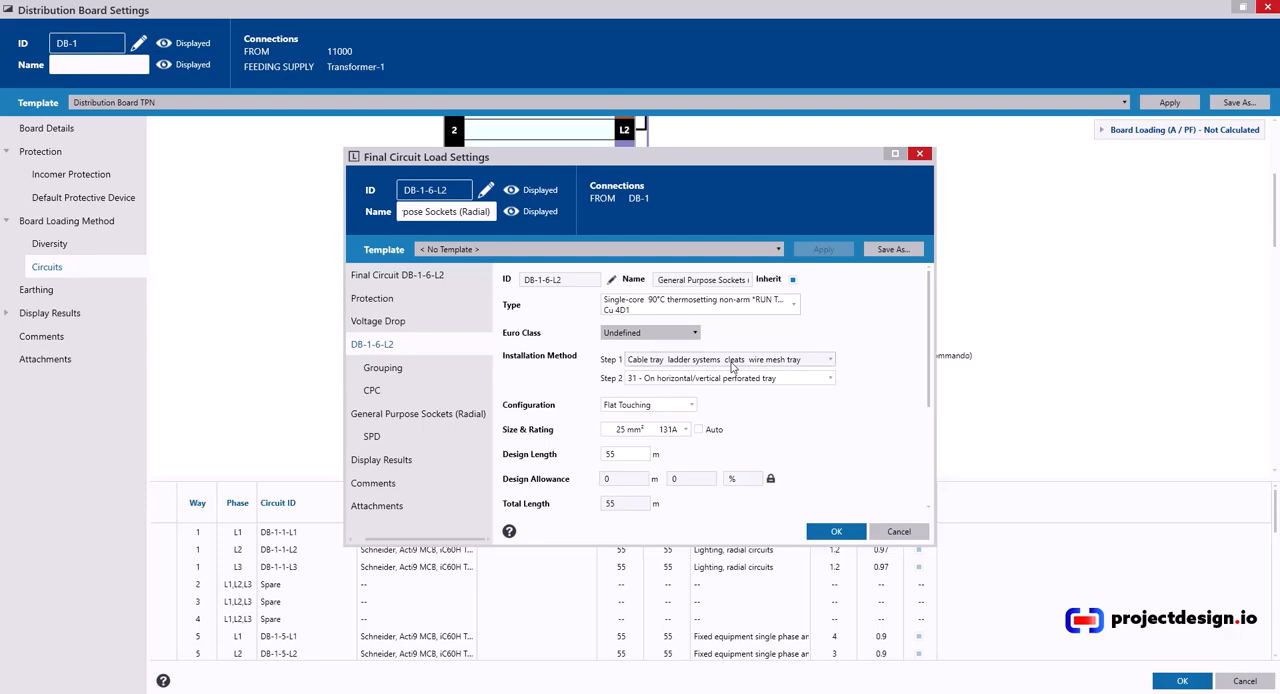 Distribution Board Settings
ID DB-1 Displayed
Name Displayed
Connections
FROM 11000
FEEDING SUPPLY Transformer-1
Template Distribution Board TPN Apply Save As...
Board Details
Protection
Incomer Protection
Default Protective Device
Board Loading Method
Diversity
Circuits
Earthing
Display Results
Comments
Attachments
2 L2
Board Loading (A / PF) - Not Calculated
ommando)
L Final Circuit Load Settings
ID DB-1-6-L2 Displayed
Name pose Sockets (Radial) Displayed
Connections
FROM DB-1
Template < No Template > Apply Save As...
Final Circuit DB-1-6-L2
Protection
Voltage Drop
DB-1-6-L2
Grouping
CPC
General Purpose Sockets (Radial)
SPD
Display Results
Comments
Attachments
ID DB-1-6-L2 Name General Purpose Sockets ( Inherit
Type Single-core 90°C thermosetting non-arm *RUN T...
Cu 4D1
Euro Class Undefined
Installation Method Step 1 Cable tray ladder systems cleats wire mesh tray
Step 2 31 - On horizontal/vertical perforated tray
Configuration Flat Touching
Size & Rating 25 mm² 131A Auto
Design Length 55 m
Design Allowance 0 m 0 %
Total Length 55 m
? OK Cancel
Way Phase Circuit ID
1 L1 DB-1-1-L1
1 L2 DB-1-1-L2 Schneider, Acti9 MCB, iC60H T... 55 55 Lighting, radial circuits 1.2 0.97
1 L3 DB-1-1-L3 Schneider, Acti9 MCB, iC60H T... 55 55 Lighting, radial circuits 1.2 0.97
2 L1,L2,L3 Spare -- -- -- -- -- -- --
3 L1,L2,L3 Spare -- -- -- -- -- -- --
4 L1,L2,L3 Spare -- -- -- -- -- --
5 L1 DB-1-5-L1 Schneider, Acti9 MCB, iC60H T... 55 55 Fixed equipment single phase ar 4 0.9
5 L2 DB-1-5-L2 Schneider, Acti9 MCB, iC60H T... 55 55 Fixed equipment single phase ar 3 0.9
projectdesign.io
? OK Cancel